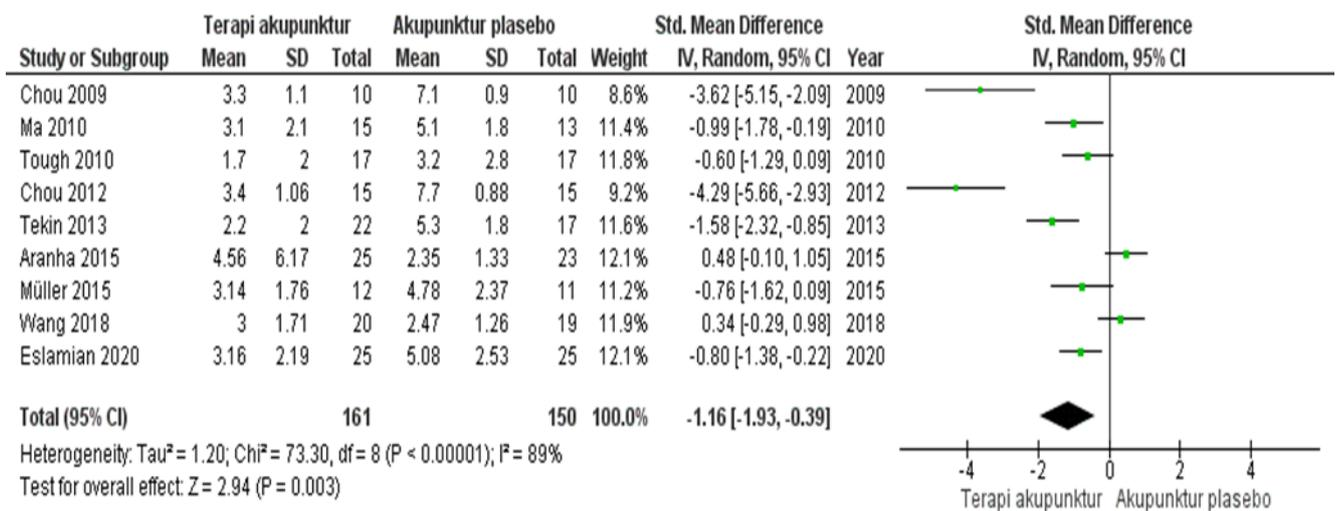 Terapi akupunktur Akupunktur plasebo Std. Mean Difference Std. Mean Difference
Study or Subgroup Mean SD Total Mean SD Total Weight IV, Random, 95% CI Year IV, Random, 95% CI
Chou 2009 3.3 1.1 10 7.1 0.9 10 8.6% -3.62 [-5.15, -2.09] 2009
Ma 2010 3.1 2.1 15 5.1 1.8 13 11.4% -0.99 [-1.78, -0.19] 2010
Tough 2010 1.7 2 17 3.2 2.8 17 11.8% -0.60 [-1.29, 0.09] 2010
Chou 2012 3.4 1.06 15 7.7 0.88 15 9.2% -4.29 [-5.66, -2.93] 2012
Tekin 2013 2.2 2 22 5.3 1.8 17 11.6% -1.58 [-2.32, -0.85] 2013
Aranha 2015 4.56 6.17 25 2.35 1.33 23 12.1% 0.48 [-0.10, 1.05] 2015
Müller 2015 3.14 1.76 12 4.78 2.37 11 11.2% -0.76 [-1.62, 0.09] 2015
Wang 2018 3 1.71 20 2.47 1.26 19 11.9% 0.34 [-0.29, 0.98] 2018
Eslamian 2020 3.16 2.19 25 5.08 2.53 25 12.1% -0.80 [-1.38, -0.22] 2020
Total (95% CI) 161 150 100.0% -1.16 [-1.93, -0.39]
Heterogeneity: Tau² = 1.20; Chi² = 73.30, df = 8 (P < 0.00001); I² = 89%
Test for overall effect: Z = 2.94 (P = 0.003)
-4 -2 0 2 4
Terapi akupunktur Akupunktur plasebo